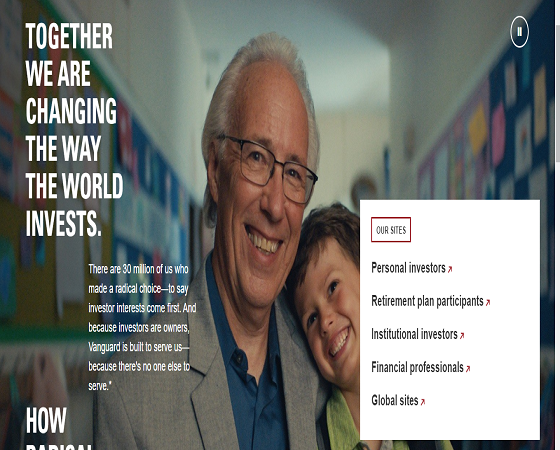 TOGETHER
WE ARE
CHANGING
THE WAY
THE WORLD
INVESTS.
There are 30 million of us who
made a radical choice—to say
investor interests come first. And
because investors are owners,
Vanguard is built to serve us—
because there's no one else to
serve.*
HOW
RADICAL
OUR SITES
Personal investors↗
Retirement plan participants↗
Institutional investors↗
Financial professionals↗
Global sites↗